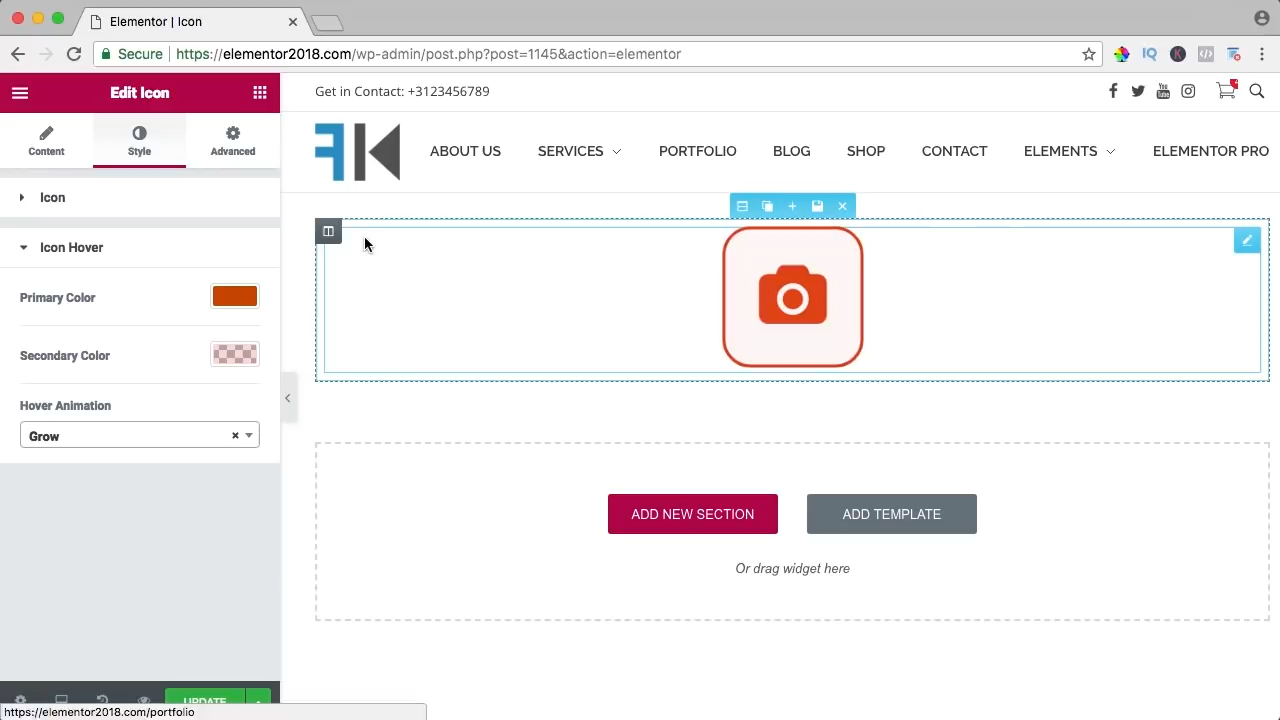 Elementor | Icon
Secure https://elementor2018.com/wp-admin/post.php?post=1145&action=elementor
Edit Icon
Content Style Advanced
Icon
Icon Hover
Primary Color
Secondary Color
Hover Animation
Grow
UPDATE
https://elementor2018.com/portfolio
Get in Contact: +3123456789
ABOUT US SERVICES PORTFOLIO BLOG SHOP CONTACT ELEMENTS ELEMENTOR PRO
ADD NEW SECTION ADD TEMPLATE
Or drag widget here